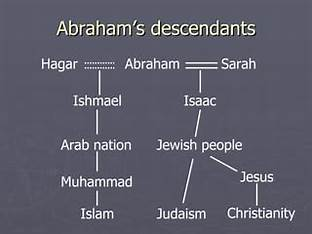 Abraham's descendants
Hagar Abraham Sarah
Ishmael Isaac
Arab nation Jewish people
Jesus
Muhammad
Islam Judaism Christianity